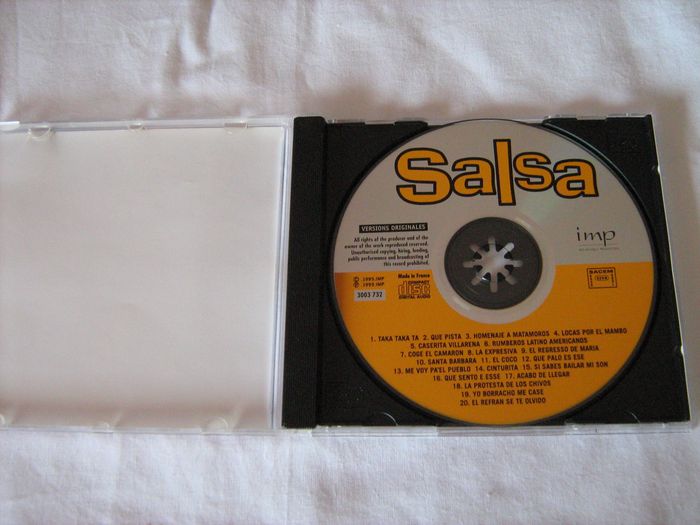 Salsa
VERSIONS ORIGINALES
All rights of the producer and of the
owner of the work reproduced reserved.
Unauthorised copying, hiring, lending,
public performance and broadcasting of
this record prohibited.
imp
℗ 1995 IMP
© 1995 IMP
3003 732
Made in France
COMPACT
disc
DIGITAL AUDIO
SACEM
1. TAKA TAKA TA 2. QUE PISTA 3. HOMENAJE A MATAMOROS 4. LOCAS POR EL MAMBO
5. CASERITA VILLARENA 6. RUMBEROS LATINO AMERICANOS
7. COGE EL CAMARON 8. LA EXPRESIVA 9. EL REGRESSO DE MARIA
10. SANTA BARBARA 11. EL COCO 12. QUE PALO ES ESE
13. ME VOY PA'EL PUEBLO 14. CINTURITA 15. SI SABES BAILAR MI SON
16. QUE SENTO E ESSE 17. ACABO DE LLEGAR
18. LA PROTESTA DE LOS CHIVOS
19. YO BORRACHO ME CASE
20. EL REFRAN SE TE OLVIDO